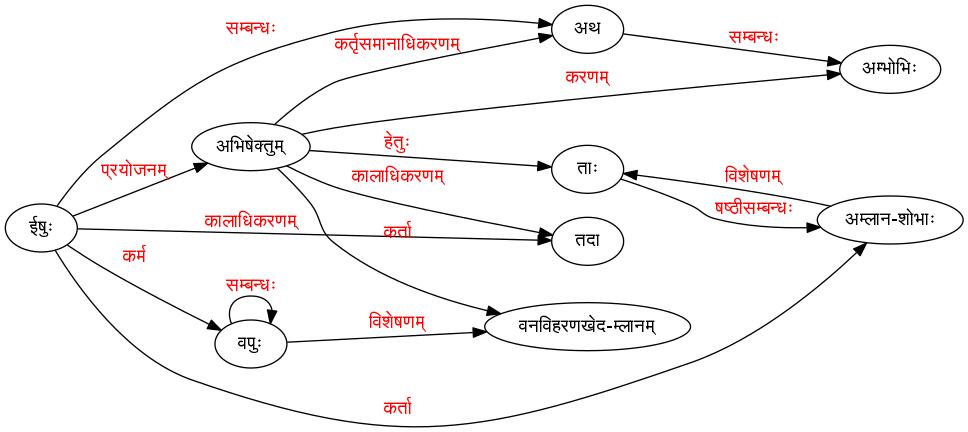 सम्बन्धः
अथ
कर्तृसमानाधिकरणम्
सम्बन्धः
अम्भोभिः
करणम्
अभिषेक्तुम्
हेतुः
प्रयोजनम्
ताः
कालाधिकरणम्
विशेषणम्
षष्ठीसम्बन्धः
अम्लान-शोभाः
ईषुः
कालाधिकरणम्
कर्ता
तदा
कर्म
सम्बन्धः
वपुः
विशेषणम्
वनविहरणखेद-म्लानम्
कर्ता